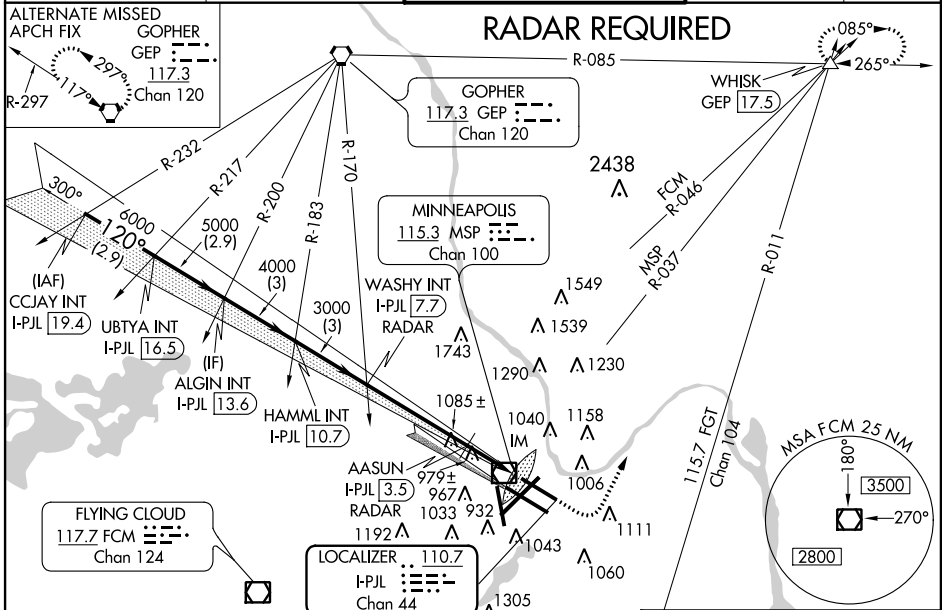 ALTERNATE MISSED
APCH FIX
GOPHER
GEP
117.3
Chan 120
297°
117°
R-297
RADAR REQUIRED
R-085
085°
265°
WHISK
GEP 17.5
GOPHER
117.3 GEP
Chan 120
R-232
R-217
R-200
R-183
R-170
2438
FCM
R-046
MSP
R-037
R-011
MINNEAPOLIS
115.3 MSP
Chan 100
300°
6000
120°
(2.9)
5000
(2.9)
4000
(3)
3000
(3)
WASHY INT
I-PJL 7.7
RADAR
(IAF)
CCJAY INT
I-PJL 19.4
UBTYA INT
I-PJL 16.5
(IF)
ALGIN INT
I-PJL 13.6
HAMML INT
I-PJL 10.7
1549
1539
1743
1290
1230
1085 ±
1040
1158
IM
AASUN
I-PJL 3.5
RADAR
979±
967
1006
1033
932
1192
1111
1043
1060
1305
115.7 FGT
Chan 104
MSA FCM 25 NM
180°
3500
270°
2800
FLYING CLOUD
117.7 FCM
Chan 124
LOCALIZER 110.7
I-PJL
Chan 44